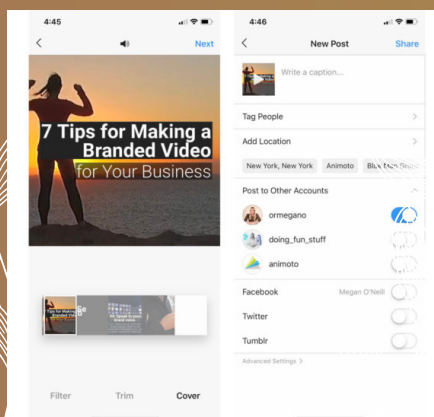 4:45
Next
7 Tips for Making a
Branded Video
for Your Business
Filter Trim Cover
4:46
New Post Share
Write a caption...
Tag People
Add Location
New York, New York Animoto Blue Man
Post to Other Accounts
ormegano
doing_fun_stuff
animoto
Facebook Megan O'Neill
Twitter
Tumblr
Advanced Settings >